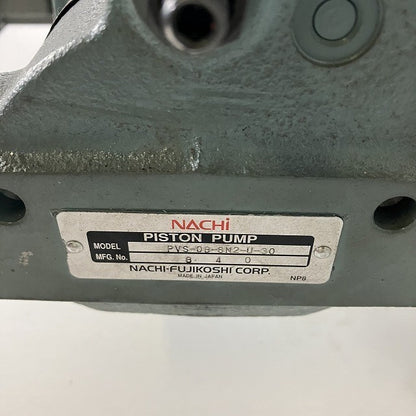 NACHi
PISTON PUMP
MODEL PVS-0B-8N2-U-30
MFG. No. 8 4 0
NACHI-FUJIKOSHI CORP.
MADE IN JAPAN NP8